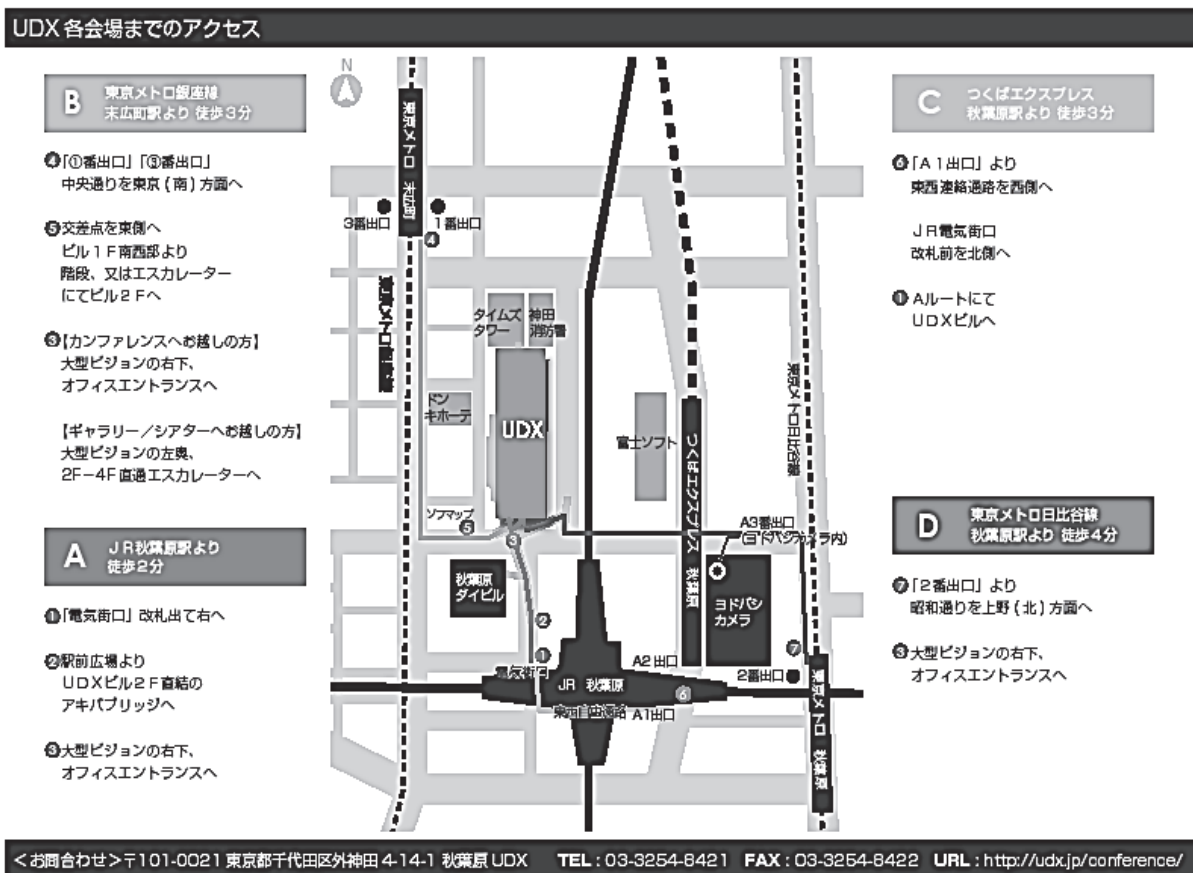 UDX 各会場までのアクセス
B
東京メトロ銀座線
末広町駅より 徒歩3分
④「①番出口」「③番出口」
中央通りを東京(南)方面へ
⑤交差点を東側へ
ビル1F南西部より
階段、又はエスカレーター
にてビル2Fへ
③【カンファレンスへお越しの方】
大型ビジョンの右下、
オフィスエントランスへ
【ギャラリー/シアターへお越しの方】
大型ビジョンの左奥、
2F-4F直通エスカレーターへ
A
JR秋葉原駅より
徒歩2分
①「電気街口」改札出て右へ
②駅前広場より
UDXビル2F直結の
アキバブリッジへ
③大型ビジョンの右下、
オフィスエントランスへ
N
東京メトロ 末広町
3番出口
1番出口
④
東京メトロ銀座線
タイムズ
タワー
神田
消防署
ドン
キホーテ
UDX
富士ソフト
つくばエクスプレス 秋葉原
東京メトロ日比谷線
ソフマップ
⑤
③
A3番出口
(ヨドバシカメラ内)
秋葉原
ダイビル
ヨドバシ
カメラ
②
①
⑦
電気街口
A2出口
2番出口
JR 秋葉原
⑥
東西自由通路
A1出口
東京メトロ 秋葉原
C
つくばエクスプレス
秋葉原駅より 徒歩3分
⑥「A1出口」より
東西連絡通路を西側へ
JR電気街口
改札前を北側へ
①Aルートにて
UDXビルへ
D
東京メトロ日比谷線
秋葉原駅より 徒歩4分
⑦「2番出口」より
昭和通りを上野(北)方面へ
③大型ビジョンの右下、
オフィスエントランスへ
<お問合わせ>〒101-0021 東京都千代田区外神田 4-14-1 秋葉原 UDX TEL : 03-3254-8421 FAX : 03-3254-8422 URL : http://udx.jp/conference/